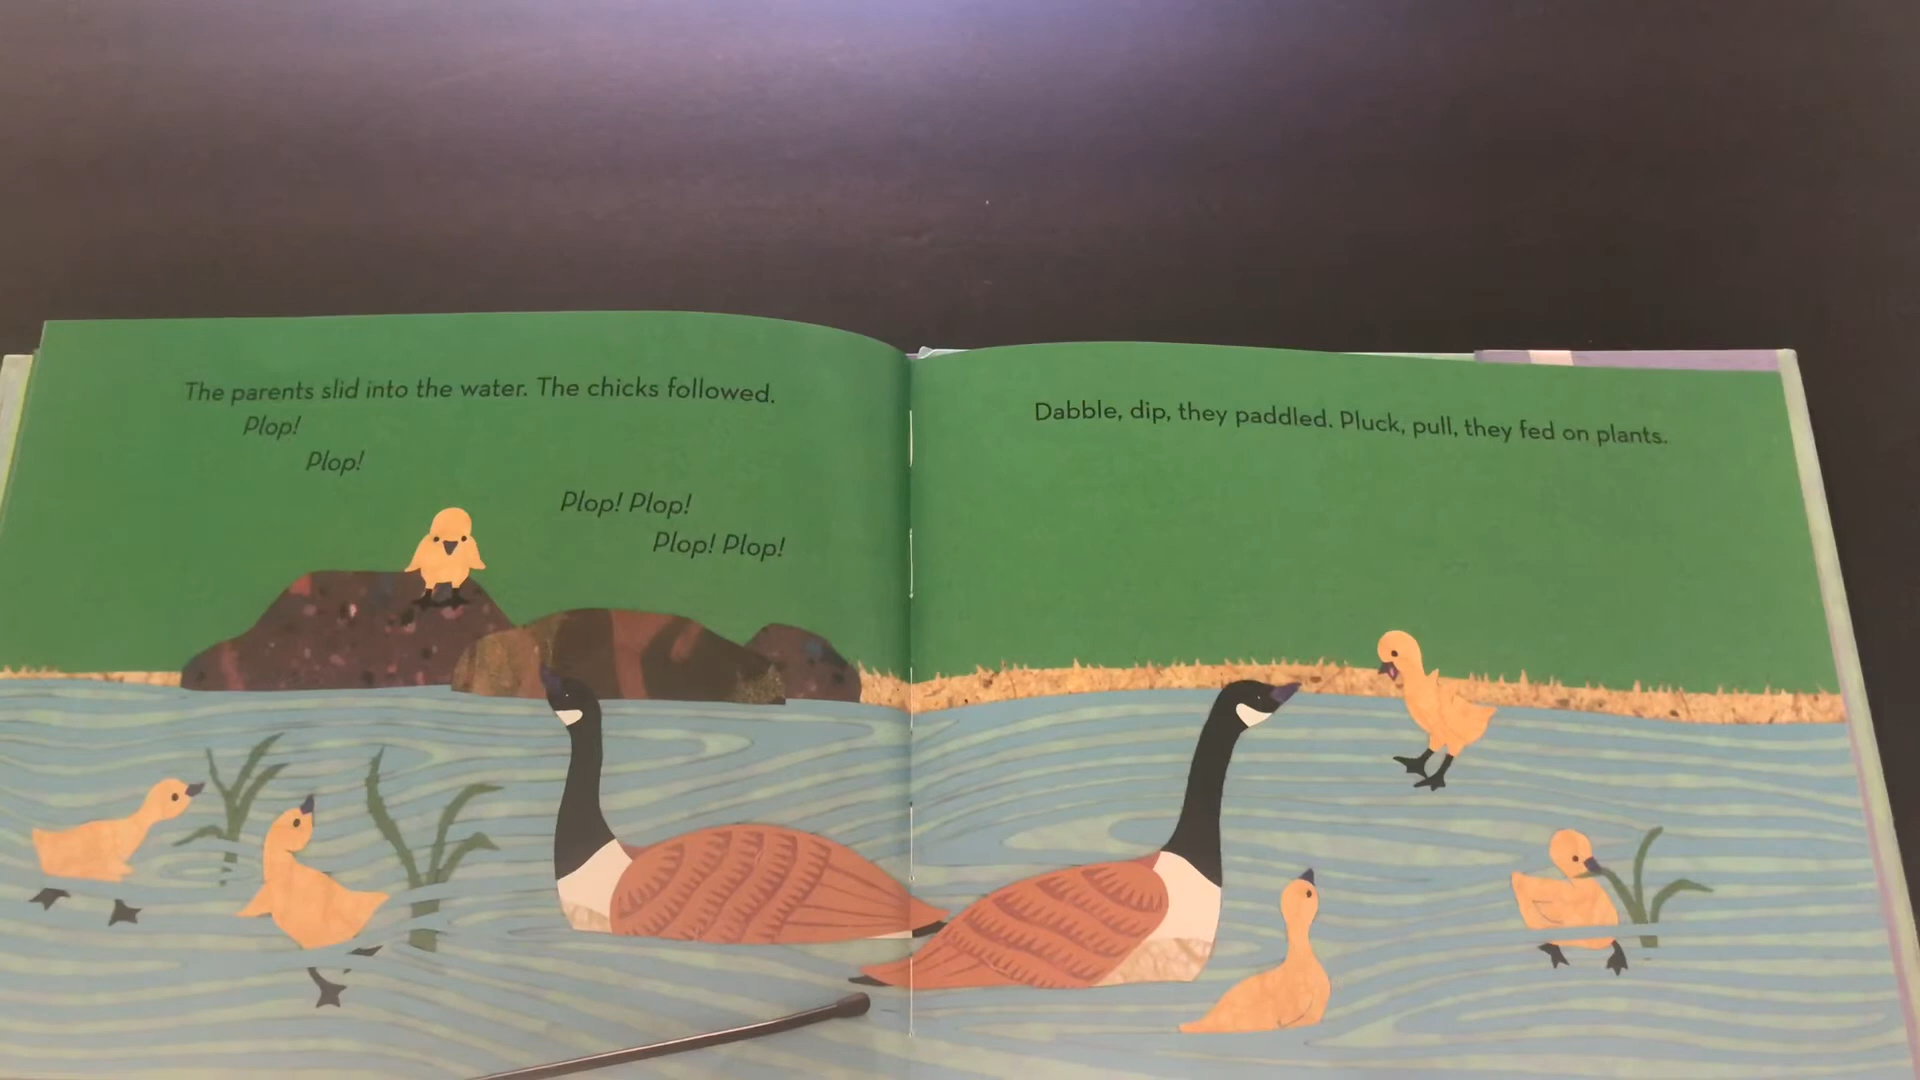 The parents slid into the water. The chicks followed.
Plop!
Plop!
Plop! Plop!
Plop! Plop!
Dabble, dip, they paddled. Pluck, pull, they fed on plants.